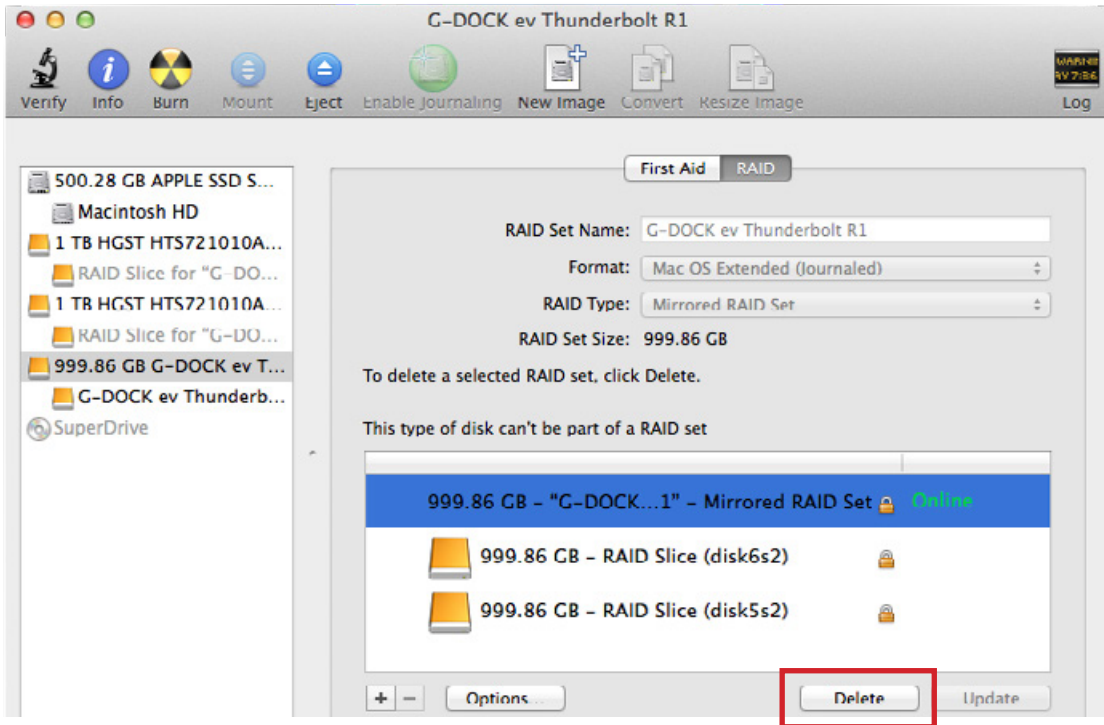 G-DOCK ev Thunderbolt R1
Verify Info Burn Mount Eject Enable Journaling New Image Convert Resize Image Log
WARNI
AY 7:36
First Aid RAID
500.28 GB APPLE SSD S...
Macintosh HD
1 TB HGST HTS721010A...
RAID Slice for "G-DO...
1 TB HGST HTS721010A...
RAID Slice for "G-DO...
999.86 GB G-DOCK ev T...
G-DOCK ev Thunderb...
SuperDrive
RAID Set Name: G-DOCK ev Thunderbolt R1
Format: Mac OS Extended (Journaled)
RAID Type: Mirrored RAID Set
RAID Set Size: 999.86 GB
To delete a selected RAID set, click Delete.
This type of disk can't be part of a RAID set
999.86 GB – "G-DOCK...1" – Mirrored RAID Set Online
999.86 GB – RAID Slice (disk6s2)
999.86 GB – RAID Slice (disk5s2)
+ – Options... Delete Update